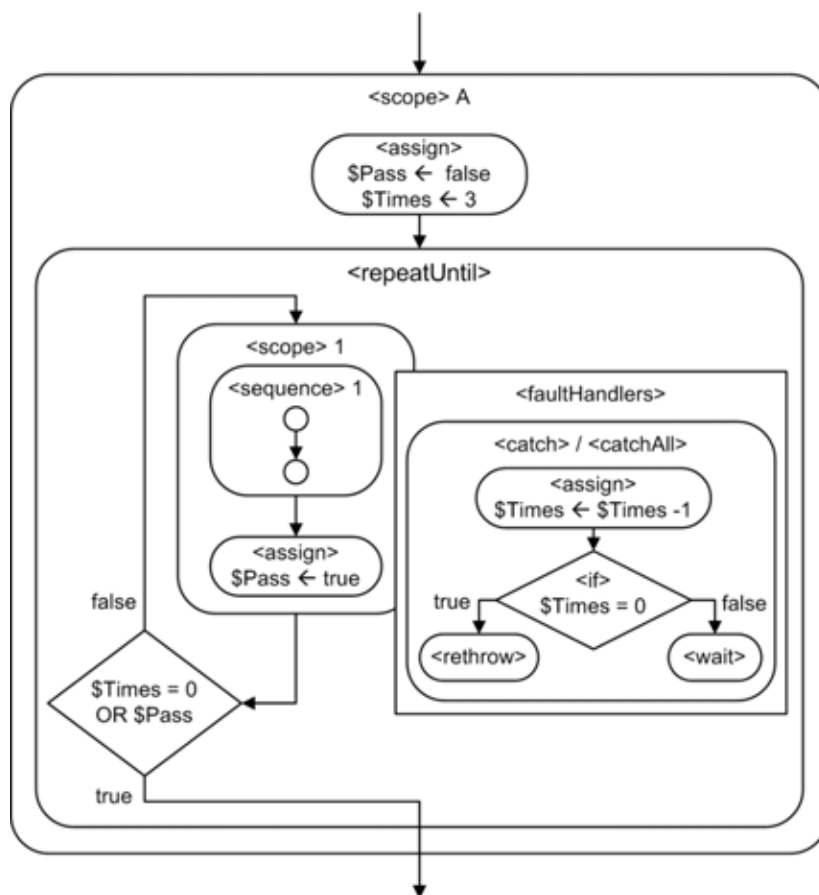 <scope> A
<assign>
$Pass ← false
$Times ← 3
<repeatUntil>
<scope> 1
<sequence> 1
<assign>
$Pass ← true
<faultHandlers>
<catch> / <catchAll>
<assign>
$Times ← $Times -1
<if>
$Times = 0
true
false
<rethrow>
<wait>
false
$Times = 0
OR $Pass
true